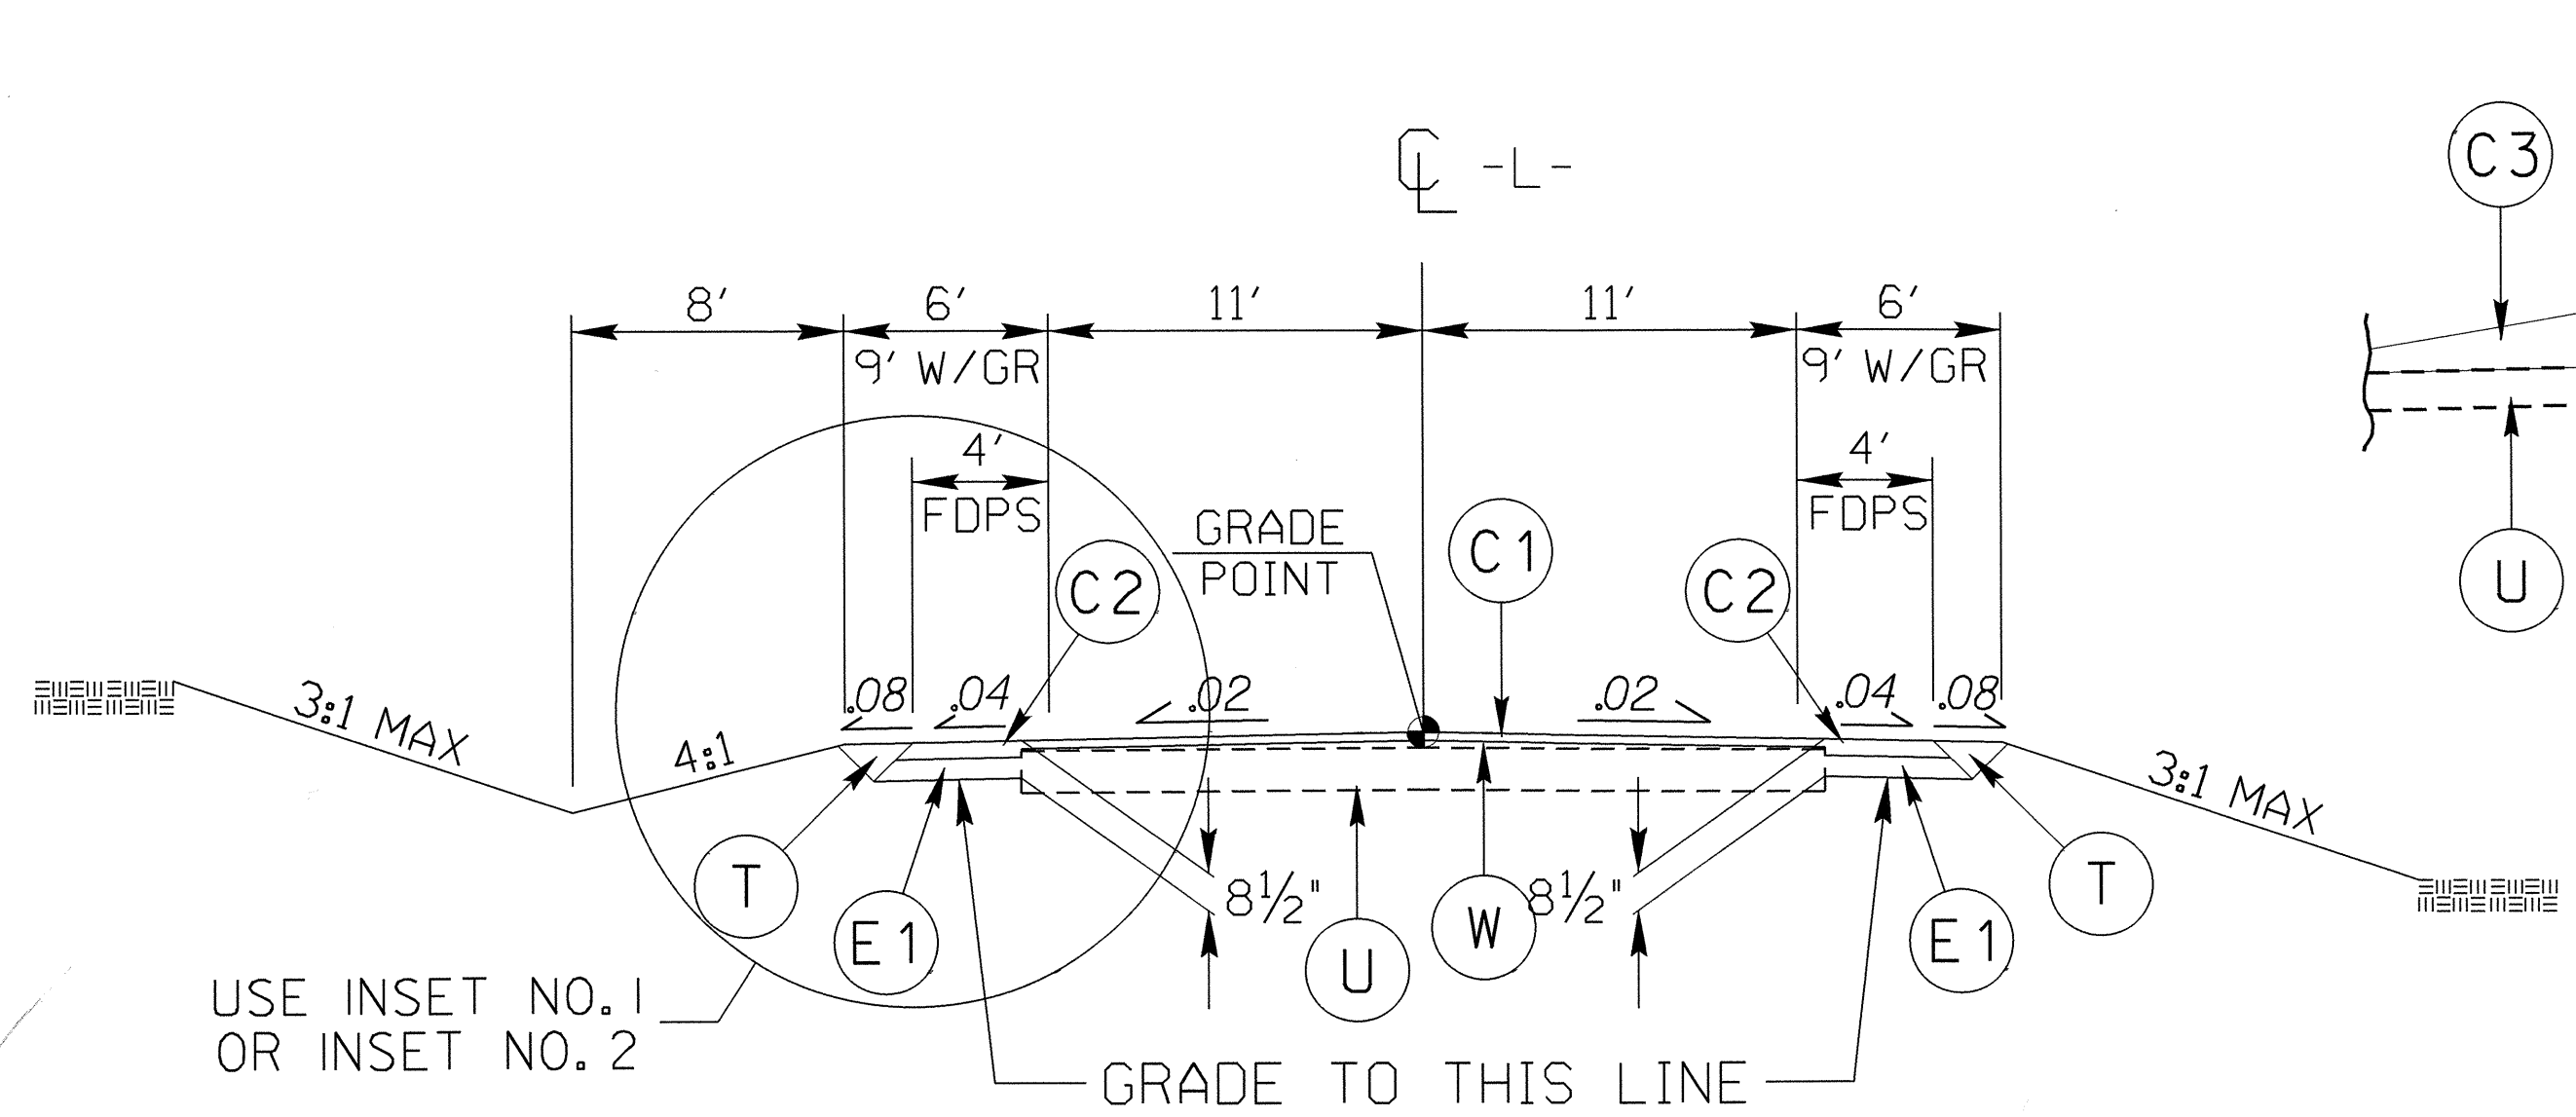 ℄ -L-
C3
8' 6' 11' 11' 6'
9' W/GR 9' W/GR
4' 4'
FDPS FDPS
GRADE
POINT
C1
C2 C2
U
.08 .04 .02 .02 .04 .08
3:1 MAX
4:1
3:1 MAX
T
E1
8½"
U
W
8½"
E1
T
USE INSET NO. 1
OR INSET NO. 2
GRADE TO THIS LINE